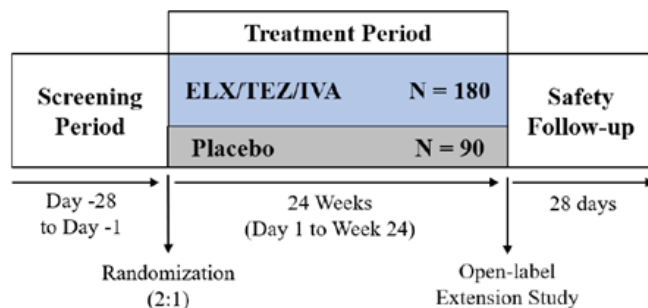 Treatment Period
Screening
Period
ELX/TEZ/IVA N = 180
Placebo N = 90
Safety
Follow-up
Day -28
to Day -1
24 Weeks
(Day 1 to Week 24)
28 days
Randomization
(2:1)
Open-label
Extension Study